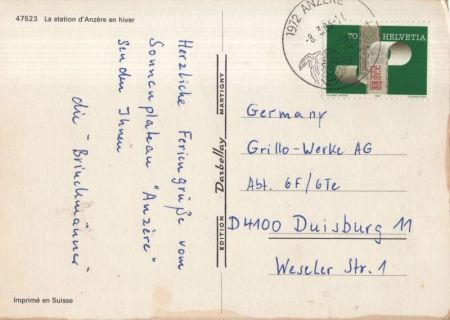 47523 La station d'Anzère en hiver
Herzliche Feriengrüße vom
Sonnenplateau "Anzère"
senden Ihnen
die "Brinckmänner"
Imprimé en Suisse
EDITION Darbellay MARTIGNY
1972 ANZÈRE
70 HELVETIA
Germany
Grillo-Werke AG
Abt. 6F/6Te
D4100 Duisburg 11
Weseler Str. 1